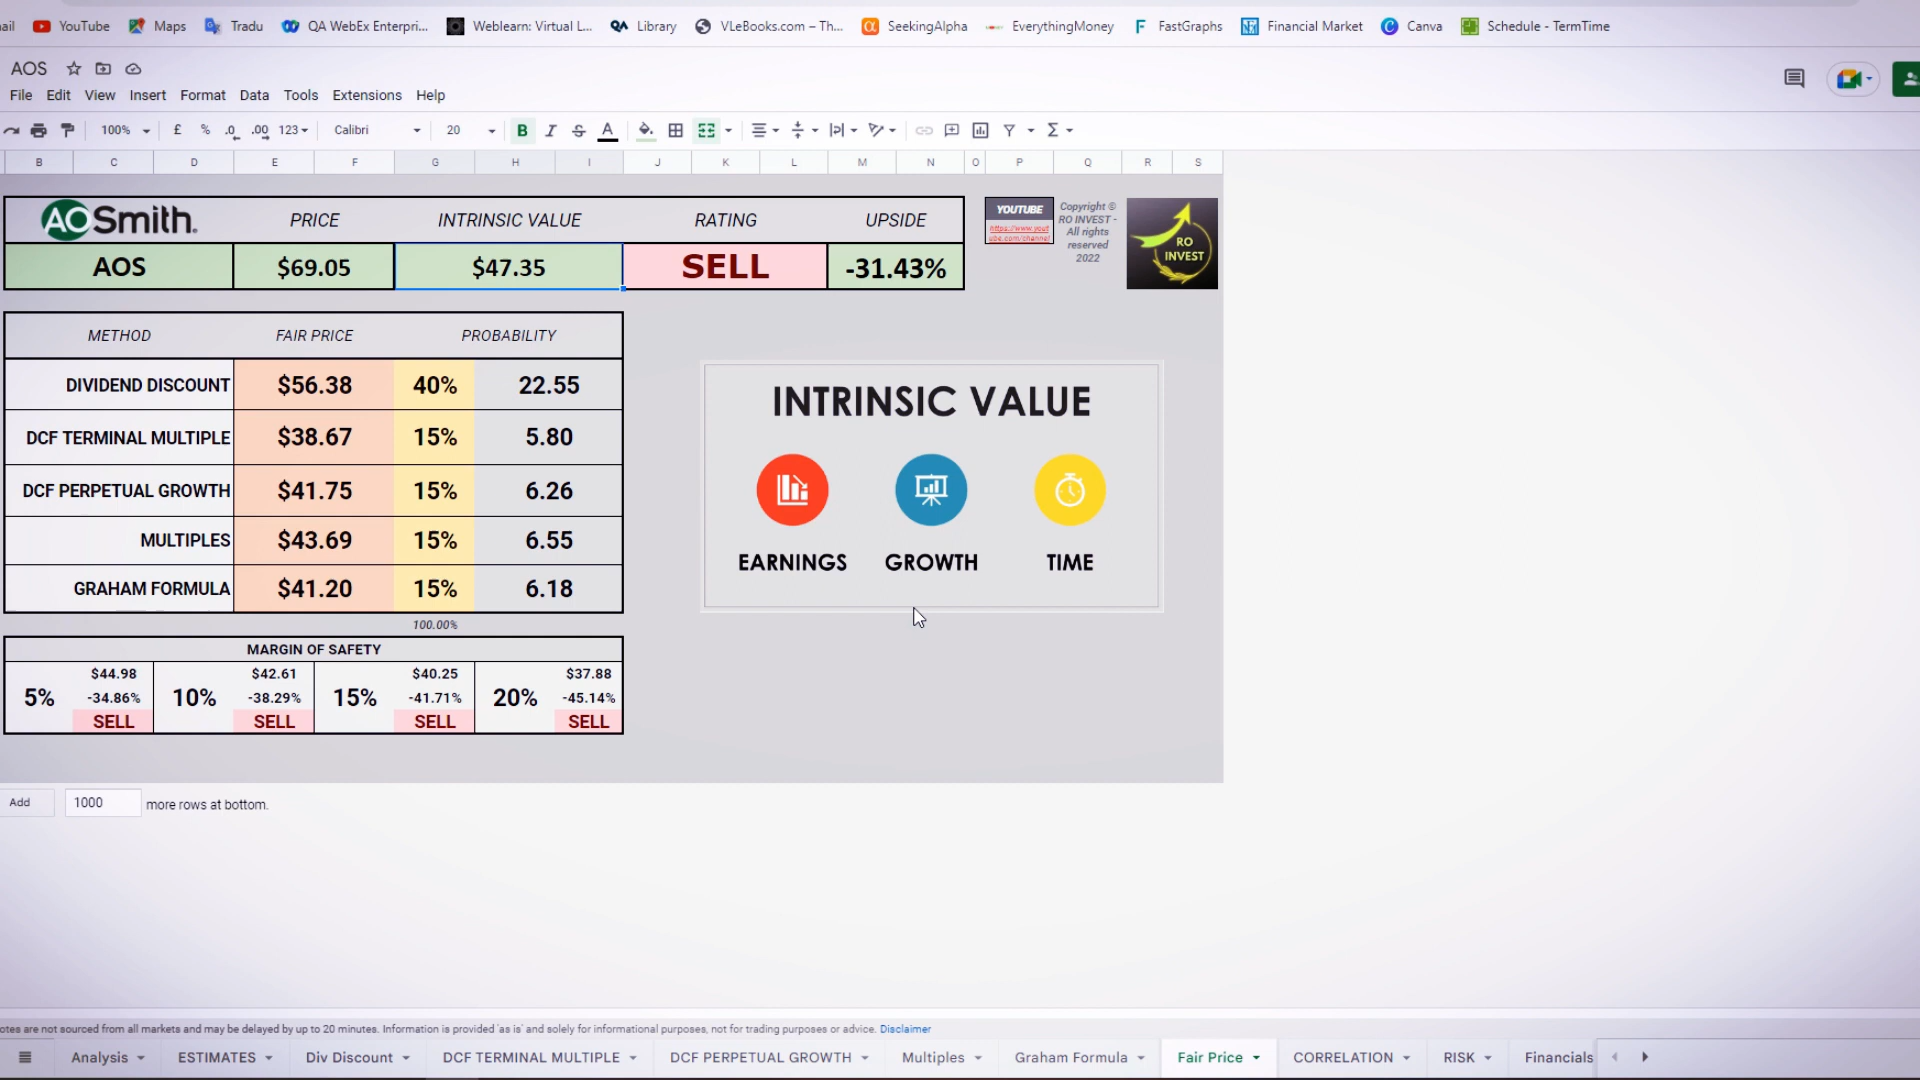 ail YouTube Maps Tradu QA WebEx Enterpri... Weblearn: Virtual L... QA Library VLeBooks.com – Th... SeekingAlpha EverythingMoney FastGraphs Financial Market Canva Schedule - TermTime
AOS
File Edit View Insert Format Data Tools Extensions Help
100% £ % .0 .00 123 Calibri 20 B I S A
B C D E F G H I J K L M N O P Q R S
AO Smith. PRICE INTRINSIC VALUE RATING UPSIDE
AOS $69.05 $47.35 SELL -31.43%
YOUTUBE
https://www.yout
ube.com/channel
Copyright ©
RO INVEST -
All rights
reserved
2022
RO
INVEST
METHOD FAIR PRICE PROBABILITY
DIVIDEND DISCOUNT $56.38 40% 22.55
DCF TERMINAL MULTIPLE $38.67 15% 5.80
DCF PERPETUAL GROWTH $41.75 15% 6.26
MULTIPLES $43.69 15% 6.55
GRAHAM FORMULA $41.20 15% 6.18
100.00%
INTRINSIC VALUE
EARNINGS GROWTH TIME
MARGIN OF SAFETY
$44.98 $42.61 $40.25 $37.88
5% -34.86% 10% -38.29% 15% -41.71% 20% -45.14%
SELL SELL SELL SELL
Add 1000 more rows at bottom.
otes are not sourced from all markets and may be delayed by up to 20 minutes. Information is provided 'as is' and solely for informational purposes, not for trading purposes or advice. Disclaimer
Analysis ESTIMATES Div Discount DCF TERMINAL MULTIPLE DCF PERPETUAL GROWTH Multiples Graham Formula Fair Price CORRELATION RISK Financials